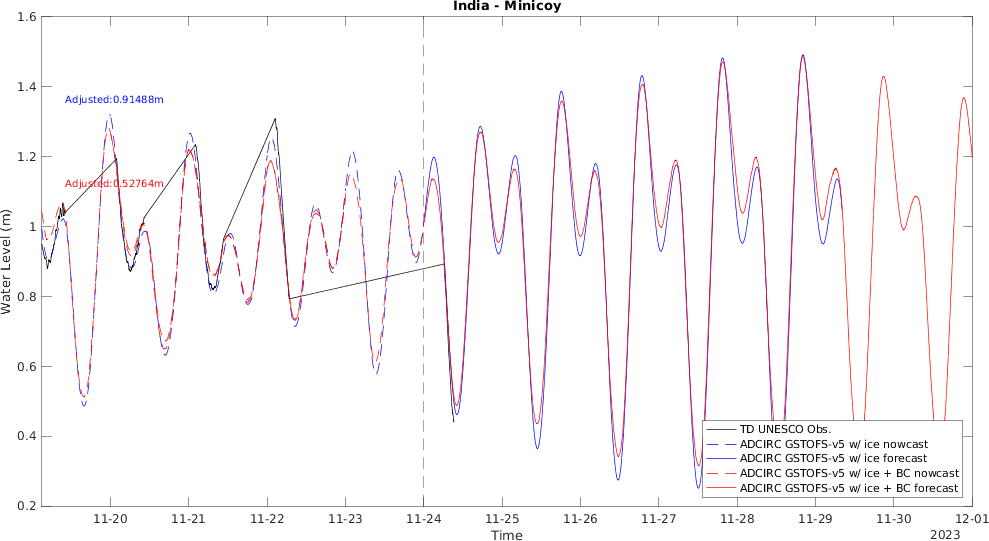 India - Minicoy
1.6
1.4
1.2
1
0.8
0.6
0.4
0.2
Water Level (m)
Adjusted:0.91488m
Adjusted:0.52764m
TD UNESCO Obs.
ADCIRC GSTOFS-v5 w/ ice nowcast
ADCIRC GSTOFS-v5 w/ ice forecast
ADCIRC GSTOFS-v5 w/ ice + BC nowcast
ADCIRC GSTOFS-v5 w/ ice + BC forecast
11-20 11-21 11-22 11-23 11-24 11-25 11-26 11-27 11-28 11-29 11-30 12-01
Time
2023